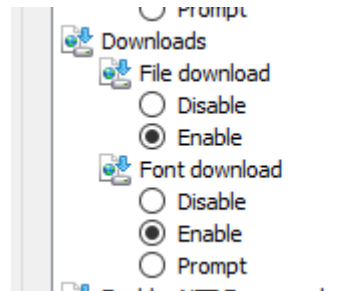 Prompt
Downloads
File download
Disable
Enable
Font download
Disable
Enable
Prompt